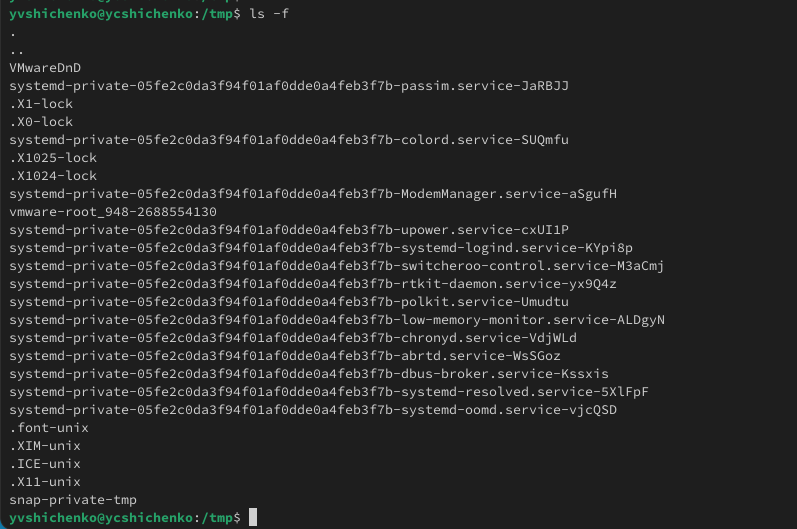 yvshichenko@ycshichenko:/tmp$ ls -f
.
..
VMwareDnD
systemd-private-05fe2c0da3f94f01af0dde0a4feb3f7b-passim.service-JaRBJJ
.X1-lock
.X0-lock
systemd-private-05fe2c0da3f94f01af0dde0a4feb3f7b-colord.service-SUQmfu
.X1025-lock
.X1024-lock
systemd-private-05fe2c0da3f94f01af0dde0a4feb3f7b-ModemManager.service-aSgufH
vmware-root_948-2688554130
systemd-private-05fe2c0da3f94f01af0dde0a4feb3f7b-upower.service-cxUI1P
systemd-private-05fe2c0da3f94f01af0dde0a4feb3f7b-systemd-logind.service-KYpi8p
systemd-private-05fe2c0da3f94f01af0dde0a4feb3f7b-switcheroo-control.service-M3aCmj
systemd-private-05fe2c0da3f94f01af0dde0a4feb3f7b-rtkit-daemon.service-yx9Q4z
systemd-private-05fe2c0da3f94f01af0dde0a4feb3f7b-polkit.service-Umudtu
systemd-private-05fe2c0da3f94f01af0dde0a4feb3f7b-low-memory-monitor.service-ALDgyN
systemd-private-05fe2c0da3f94f01af0dde0a4feb3f7b-chronyd.service-VdjWLd
systemd-private-05fe2c0da3f94f01af0dde0a4feb3f7b-abrtd.service-WsSGoz
systemd-private-05fe2c0da3f94f01af0dde0a4feb3f7b-dbus-broker.service-Kssxis
systemd-private-05fe2c0da3f94f01af0dde0a4feb3f7b-systemd-resolved.service-5XlFpF
systemd-private-05fe2c0da3f94f01af0dde0a4feb3f7b-systemd-oomd.service-vjcQSD
.font-unix
.XIM-unix
.ICE-unix
.X11-unix
snap-private-tmp
yvshichenko@ycshichenko:/tmp$